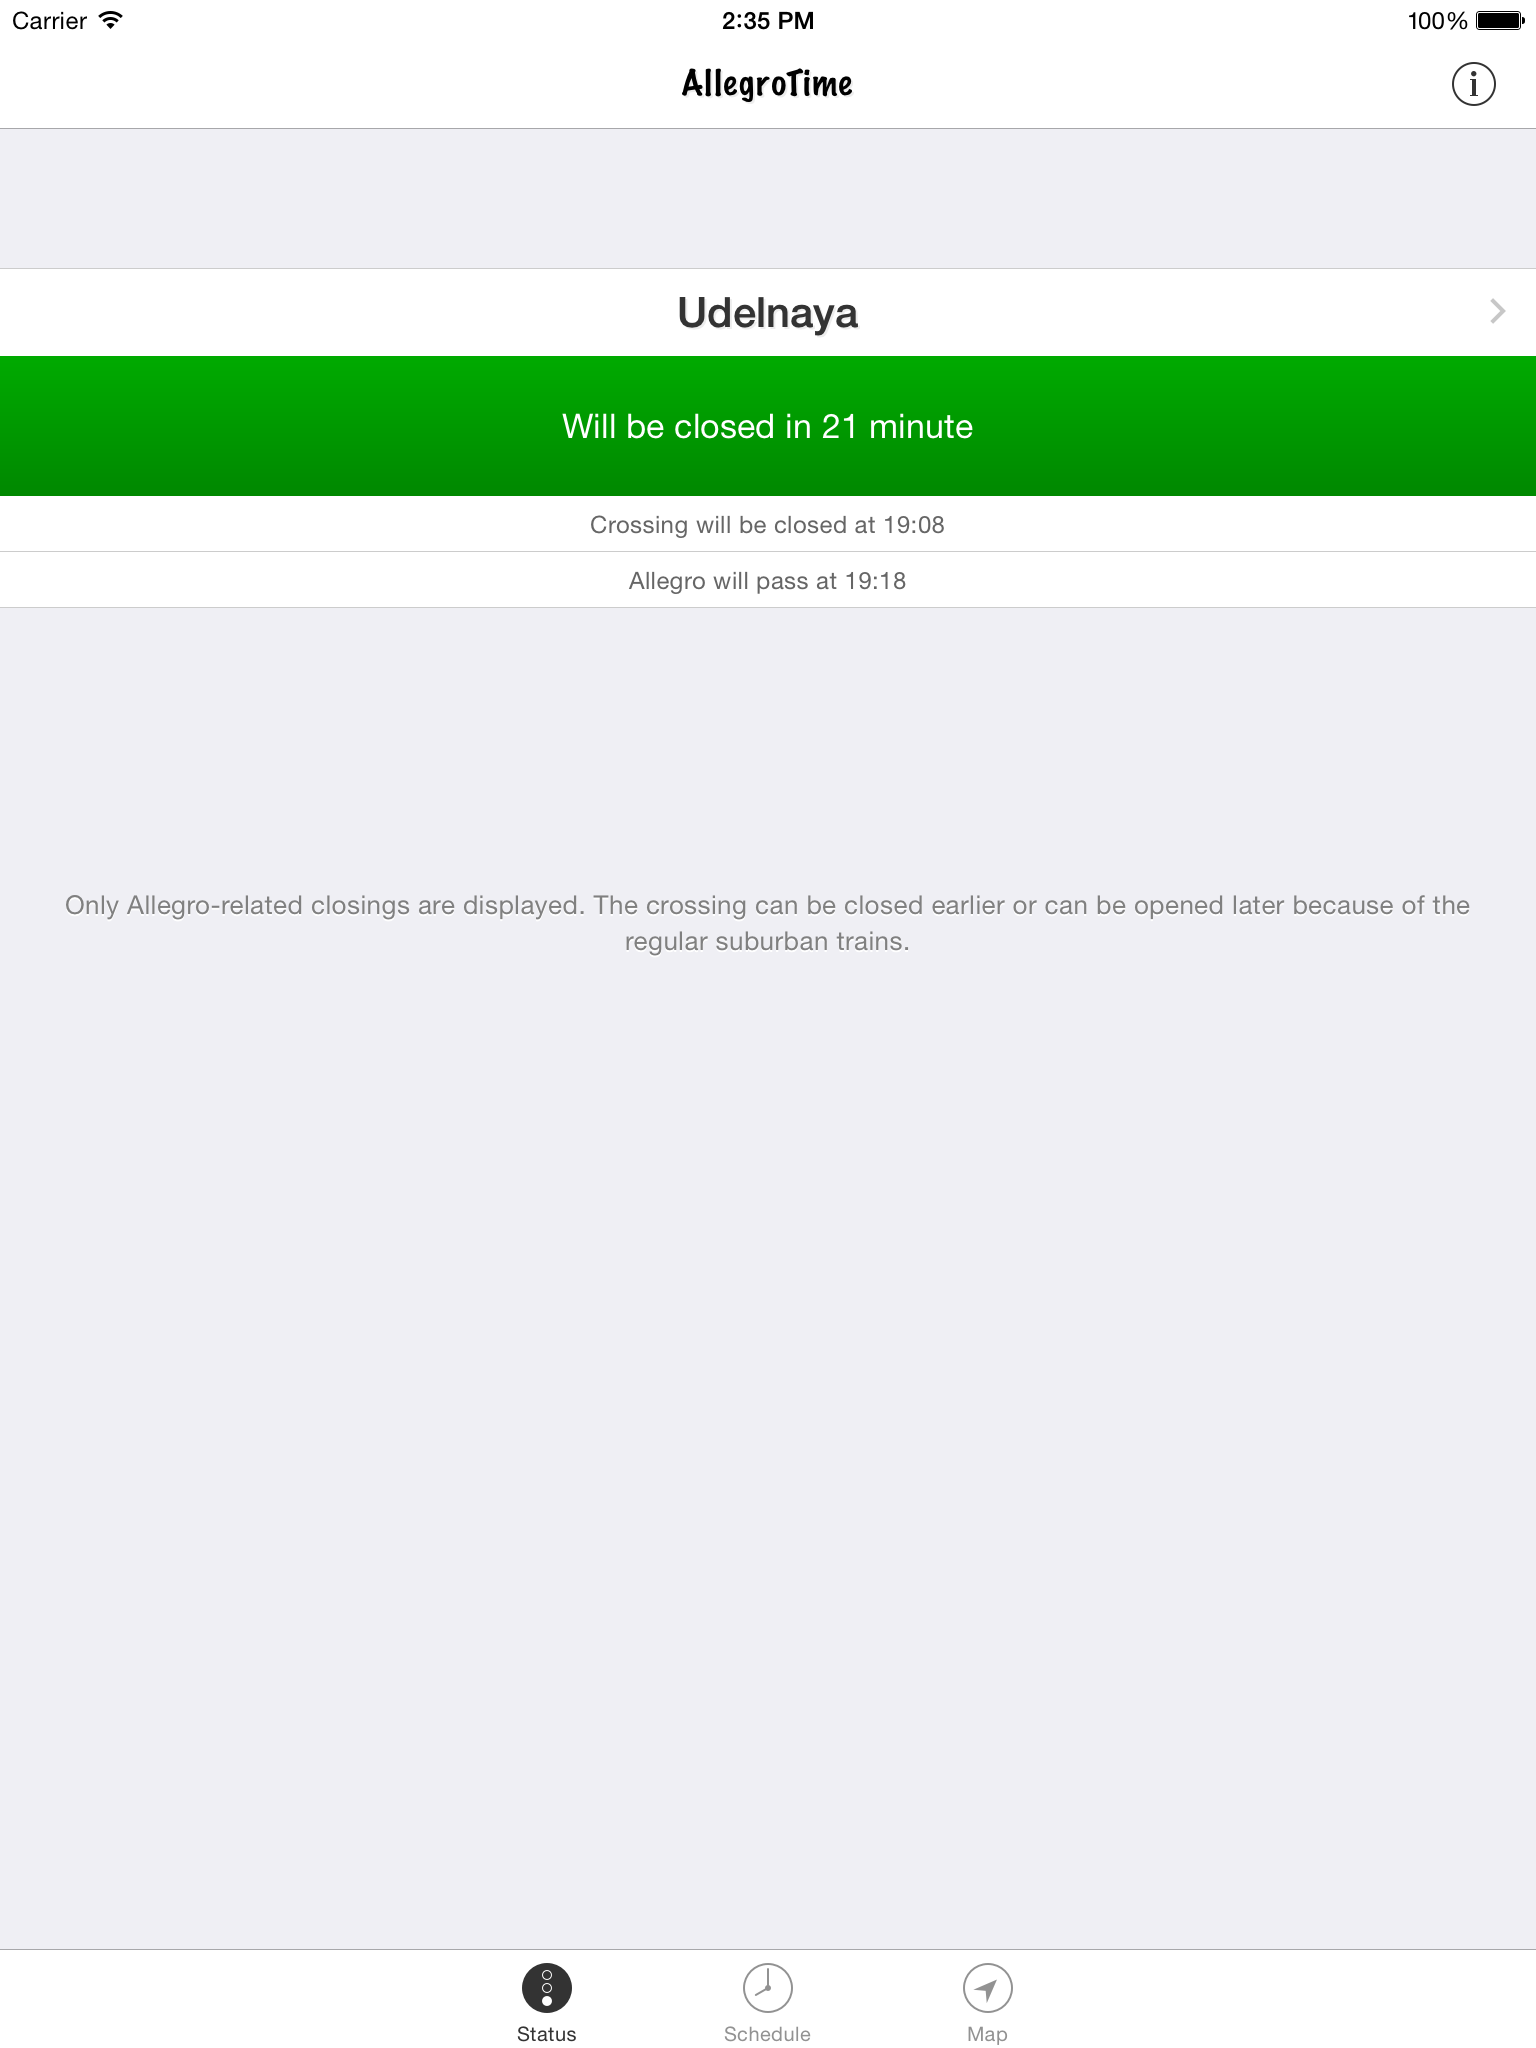 Carrier 2:35 PM 100%
AllegroTime
i
Udelnaya
Will be closed in 21 minute
Crossing will be closed at 19:08
Allegro will pass at 19:18
Only Allegro-related closings are displayed. The crossing can be closed earlier or can be opened later because of the
regular suburban trains.
Status Schedule Map